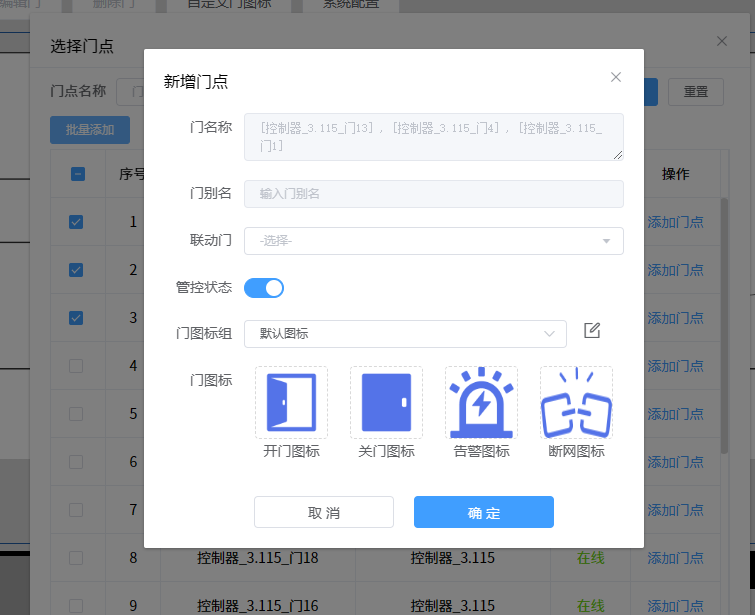 编辑门
删除门
自定义门图标
系统配置
选择门点
门点名称
门
重置
批量添加
序号
操作
1
添加门点
2
添加门点
3
添加门点
4
添加门点
5
添加门点
6
添加门点
7
添加门点
8
控制器_3.115_门18
控制器_3.115
在线
添加门点
9
控制器_3.115_门16
控制器_3.115
在线
添加门点
新增门点
门名称
[控制器_3.115_门13] , [控制器_3.115_门4] , [控制器_3.115_
门1]
门别名
输入门别名
联动门
-选择-
管控状态
门图标组
默认图标
门图标
开门图标
关门图标
告警图标
断网图标
取 消
确 定